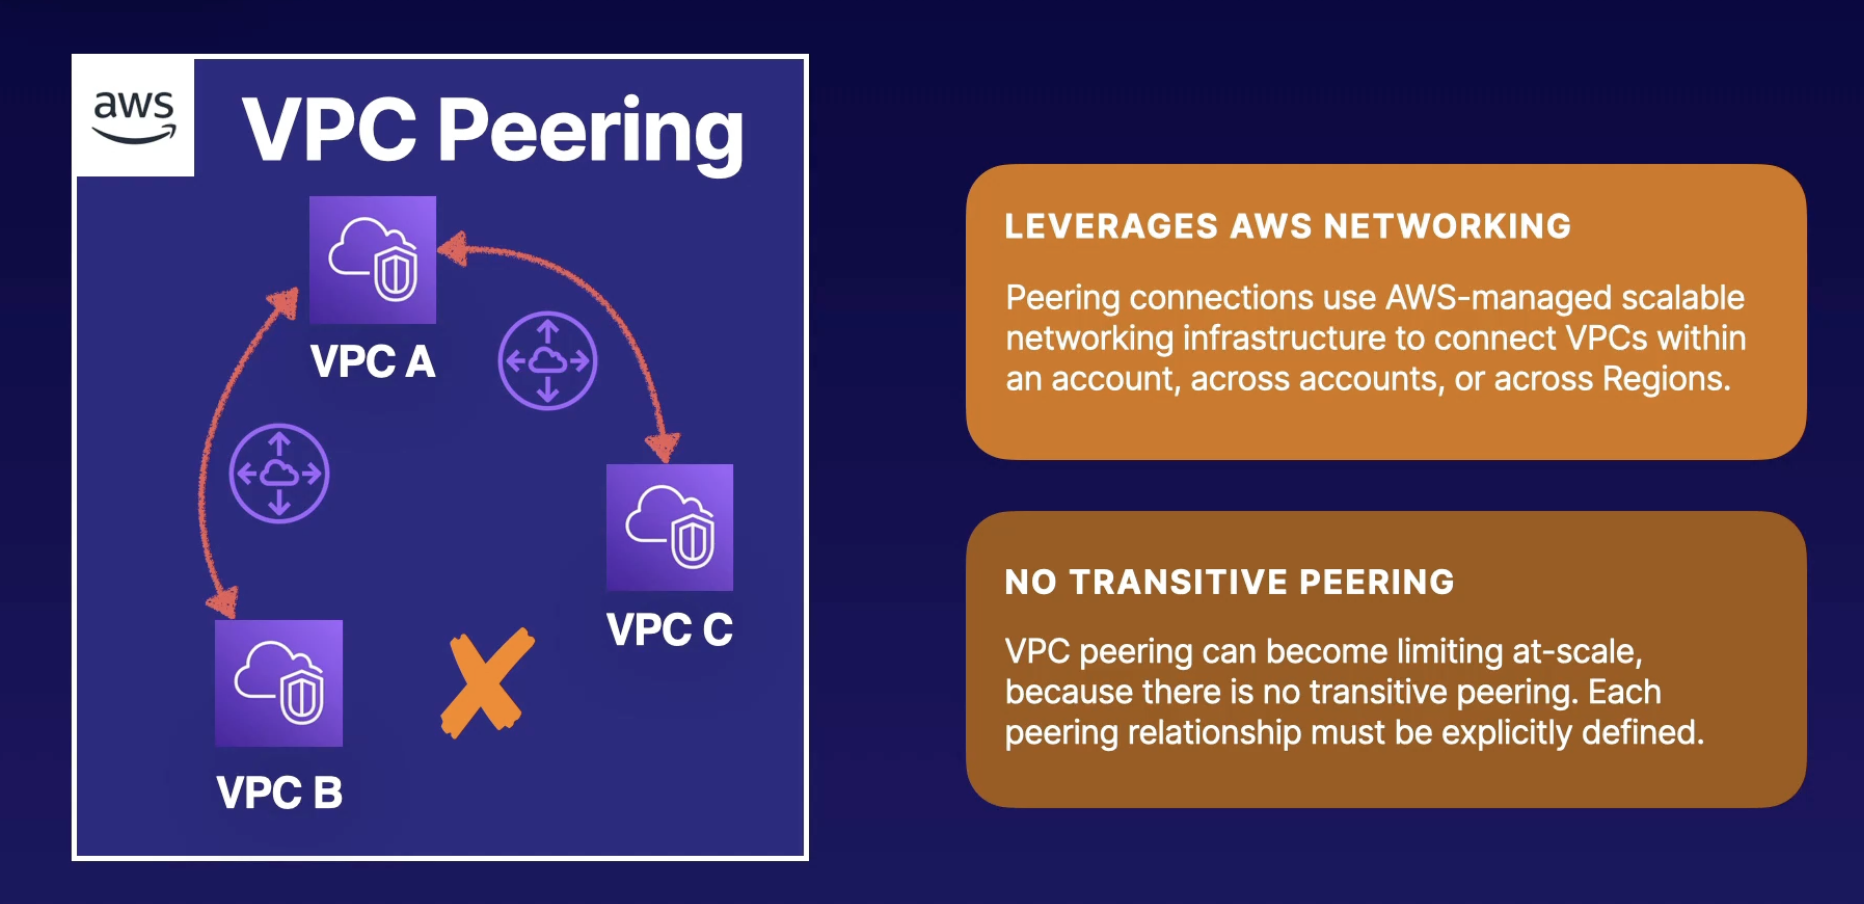 aws
VPC Peering
VPC A
VPC C
VPC B
LEVERAGES AWS NETWORKING
Peering connections use AWS-managed scalable
networking infrastructure to connect VPCs within
an account, across accounts, or across Regions.
NO TRANSITIVE PEERING
VPC peering can become limiting at-scale,
because there is no transitive peering. Each
peering relationship must be explicitly defined.